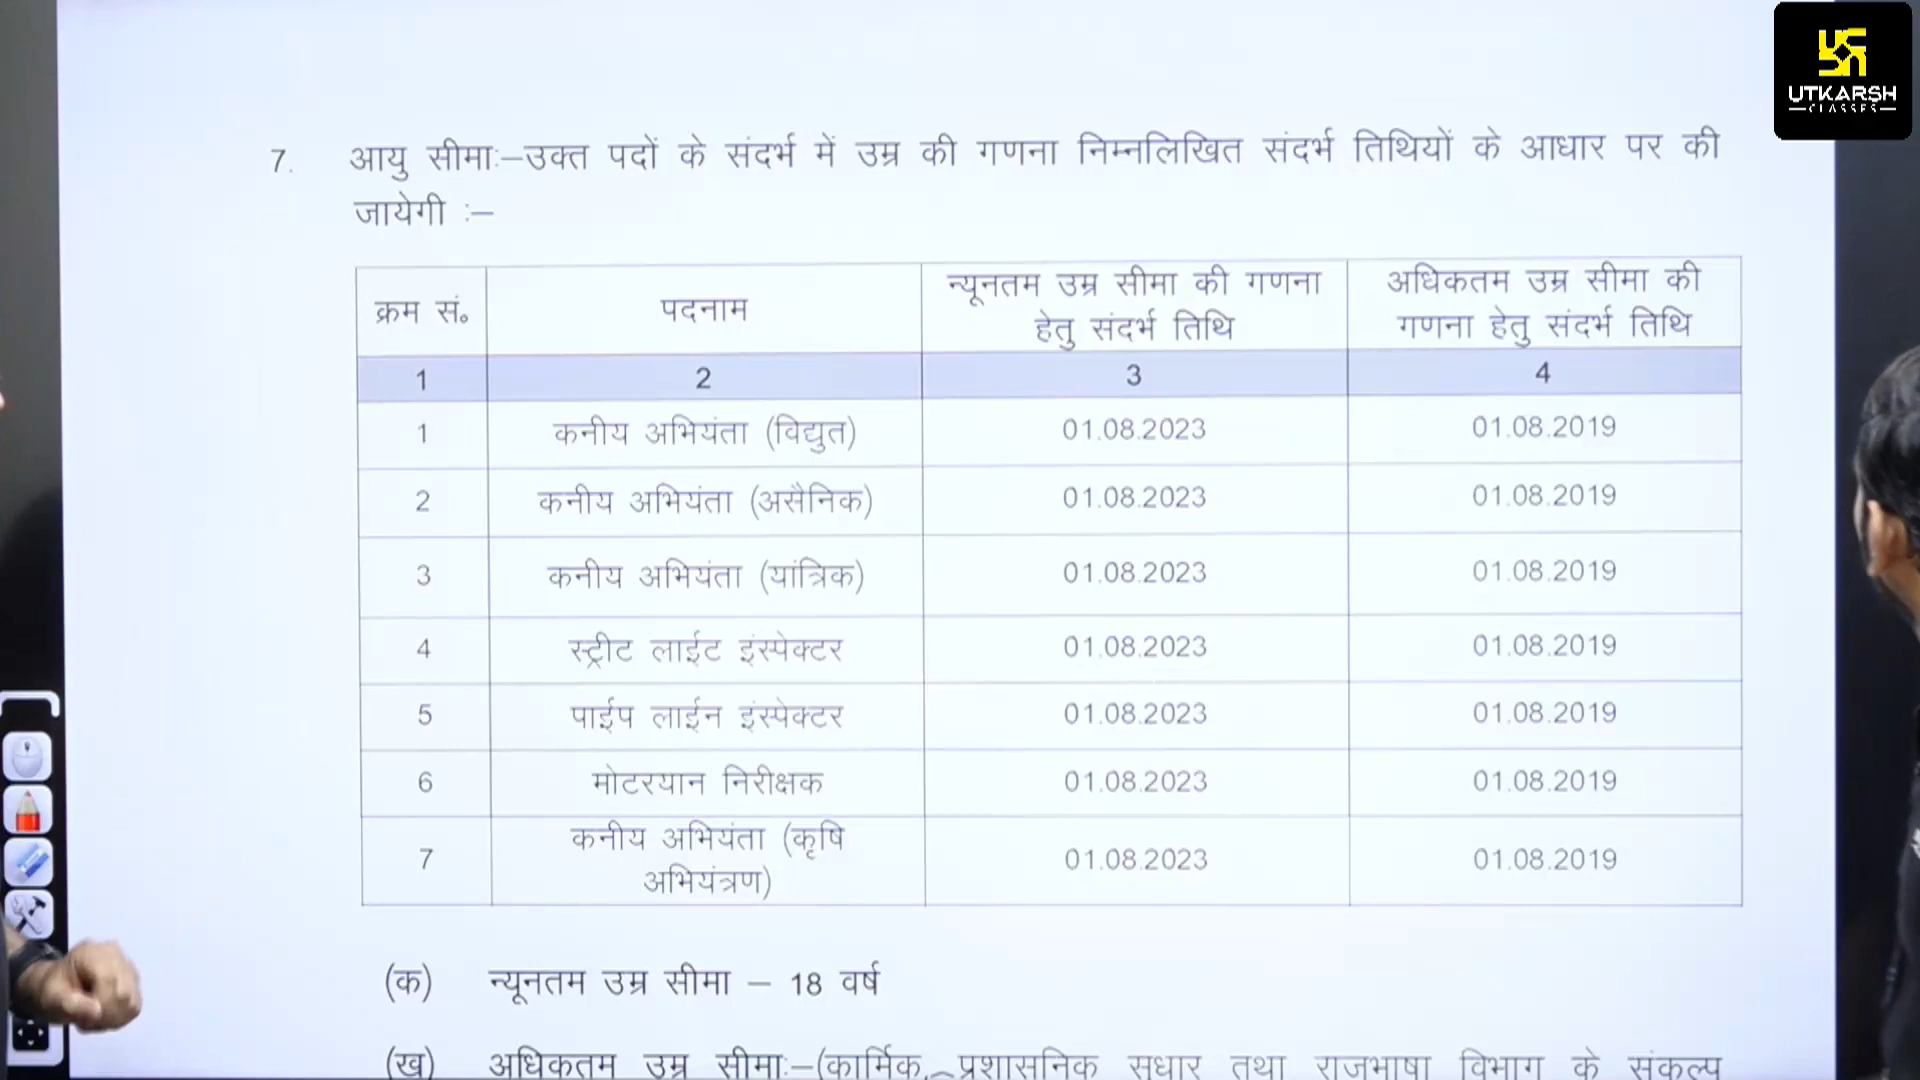 UTKARSH
CLASSES
7. आयु सीमाः–उक्त पदों के संदर्भ में उम्र की गणना निम्नलिखित संदर्भ तिथियों के आधार पर की
जायेगी :–
क्रम सं० पदनाम न्यूनतम उम्र सीमा की गणना हेतु संदर्भ तिथि अधिकतम उम्र सीमा की गणना हेतु संदर्भ तिथि
1 2 3 4
1 कनीय अभियंता (विद्युत) 01.08.2023 01.08.2019
2 कनीय अभियंता (असैनिक) 01.08.2023 01.08.2019
3 कनीय अभियंता (यांत्रिक) 01.08.2023 01.08.2019
4 स्ट्रीट लाईट इंस्पेक्टर 01.08.2023 01.08.2019
5 पाईप लाईन इंस्पेक्टर 01.08.2023 01.08.2019
6 मोटरयान निरीक्षक 01.08.2023 01.08.2019
7 कनीय अभियंता (कृषि अभियंत्रण) 01.08.2023 01.08.2019
(क) न्यूनतम उम्र सीमा – 18 वर्ष
(ख) अधिकतम उम्र सीमाः–(कार्मिक, प्रशासनिक सुधार तथा राजभाषा विभाग के संकल्प